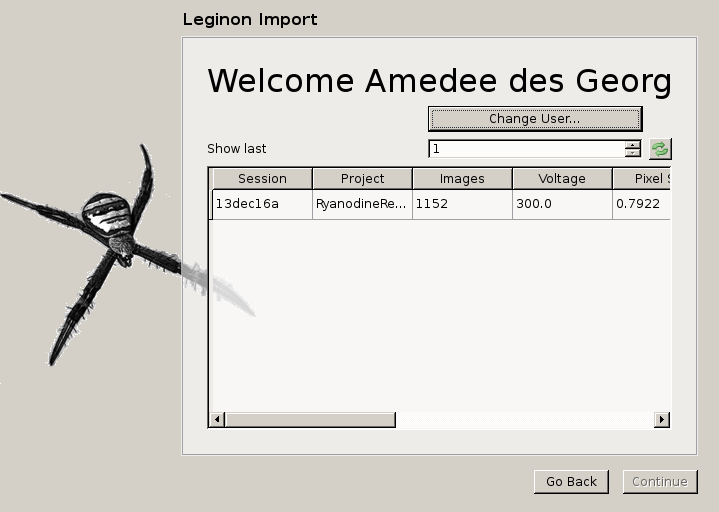 Leginon Import
Welcome Amedee des Georg
Change User...
Show last 1
Session Project Images Voltage Pixel S
13dec16a RyanodineRe... 1152 300.0 0.7922
Go Back Continue